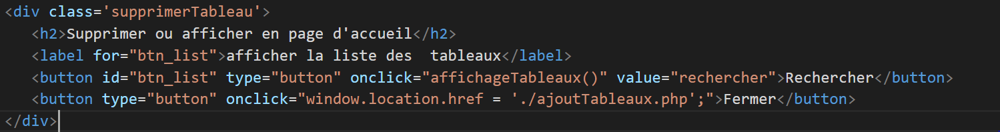 <div class='supprimerTableau'>
<h2>Supprimer ou afficher en page d'accueil</h2>
<label for="btn_list">afficher la liste des  tableaux</label>
<button id="btn_list" type="button" onclick="affichageTableaux()" value="rechercher">Rechercher</button>
<button type="button" onclick="window.location.href = './ajoutTableaux.php';">Fermer</button>
</div>